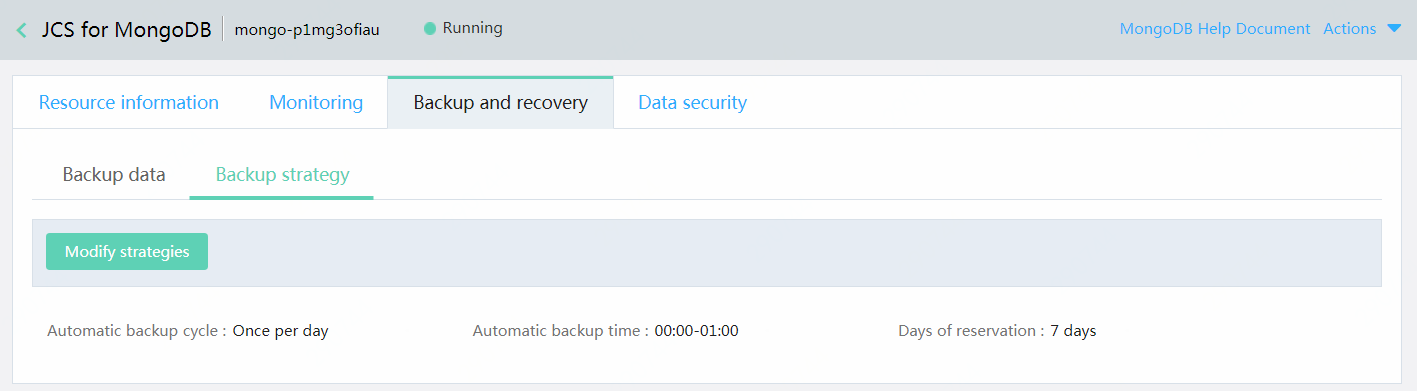 JCS for MongoDB mongo-p1mg3ofiau Running MongoDB Help Document Actions
Resource information Monitoring Backup and recovery Data security
Backup data Backup strategy
Modify strategies
Automatic backup cycle : Once per day Automatic backup time : 00:00-01:00 Days of reservation : 7 days